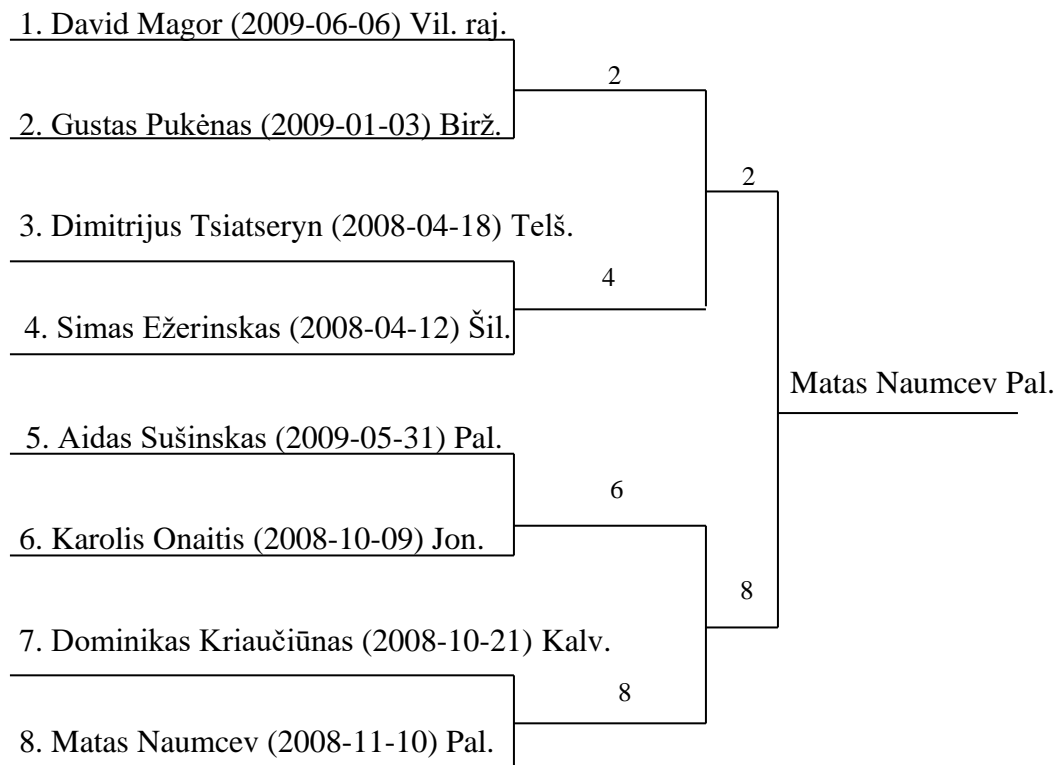 1. David Magor (2009-06-06) Vil. raj.
2
2. Gustas Pukėnas (2009-01-03) Birž.
2
3. Dimitrijus Tsiatseryn (2008-04-18) Telš.
4
4. Simas Ežerinskas (2008-04-12) Šil.
Matas Naumcev Pal.
5. Aidas Sušinskas (2009-05-31) Pal.
6
6. Karolis Onaitis (2008-10-09) Jon.
8
7. Dominikas Kriaučiūnas (2008-10-21) Kalv.
8
8. Matas Naumcev (2008-11-10) Pal.